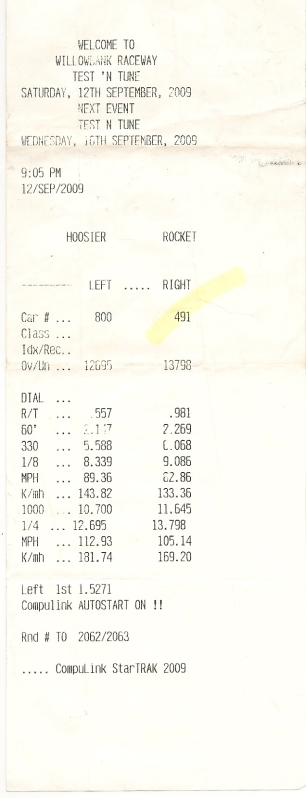 WELCOME TO
WILLOWBANK RACEWAY
TEST 'N TUNE
SATURDAY, 12TH SEPTEMBER, 2009
NEXT EVENT
TEST N TUNE
WEDNESDAY, 16TH SEPTEMBER, 2009
9:05 PM
12/SEP/2009
HOOSIER ROCKET
--------- LEFT ..... RIGHT
Car # ... 800 491
Class ...
Idx/Rec..
Ov/Un ... 12695 13798
DIAL ...
R/T ... .557 .981
60' ... 2.269
330 ... 5.588 6.068
1/8 ... 8.339 9.086
MPH ... 89.36 82.86
K/mh ... 143.82 133.36
1000 ... 10.700 11.645
1/4 ... 12.695 13.798
MPH ... 112.93 105.14
K/mh ... 181.74 169.20
Left 1st 1.5271
Compulink AUTOSTART ON !!
Rnd # TO 2062/2063
..... CompuLink StarTRAK 2009